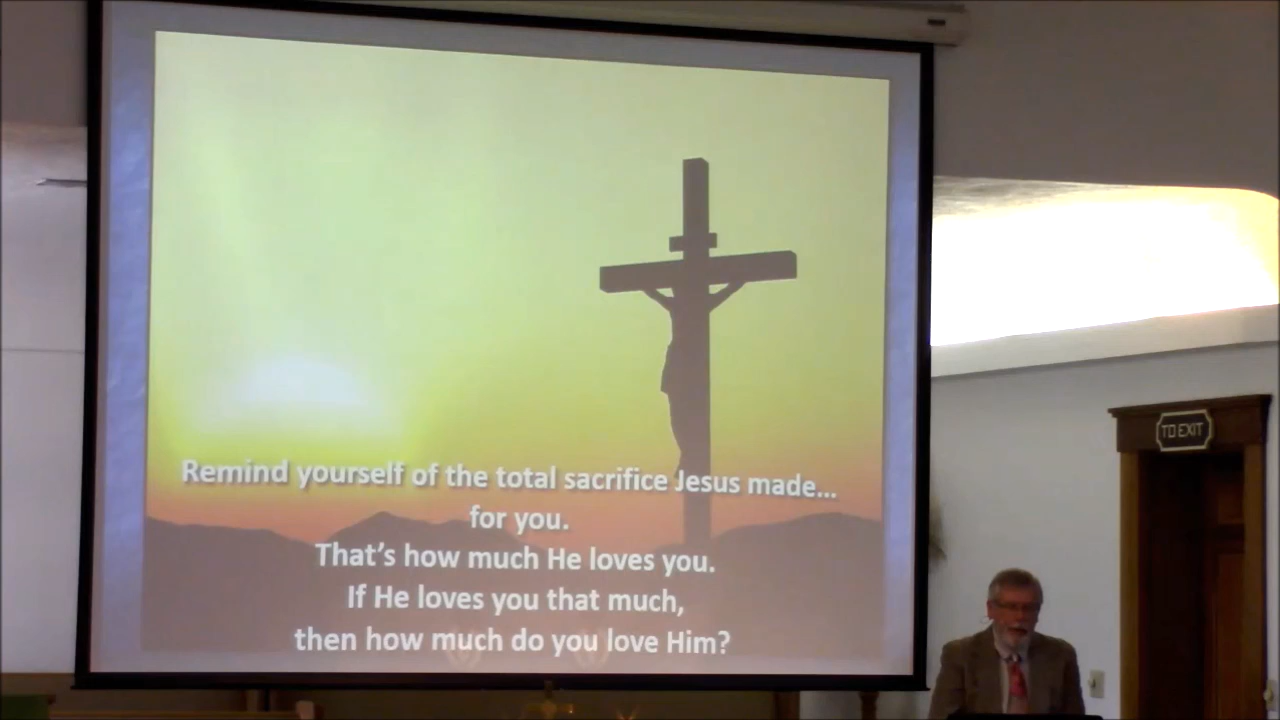 Remind yourself of the total sacrifice Jesus made...
for you.
That's how much He loves you.
If He loves you that much,
then how much do you love Him?
TO EXIT